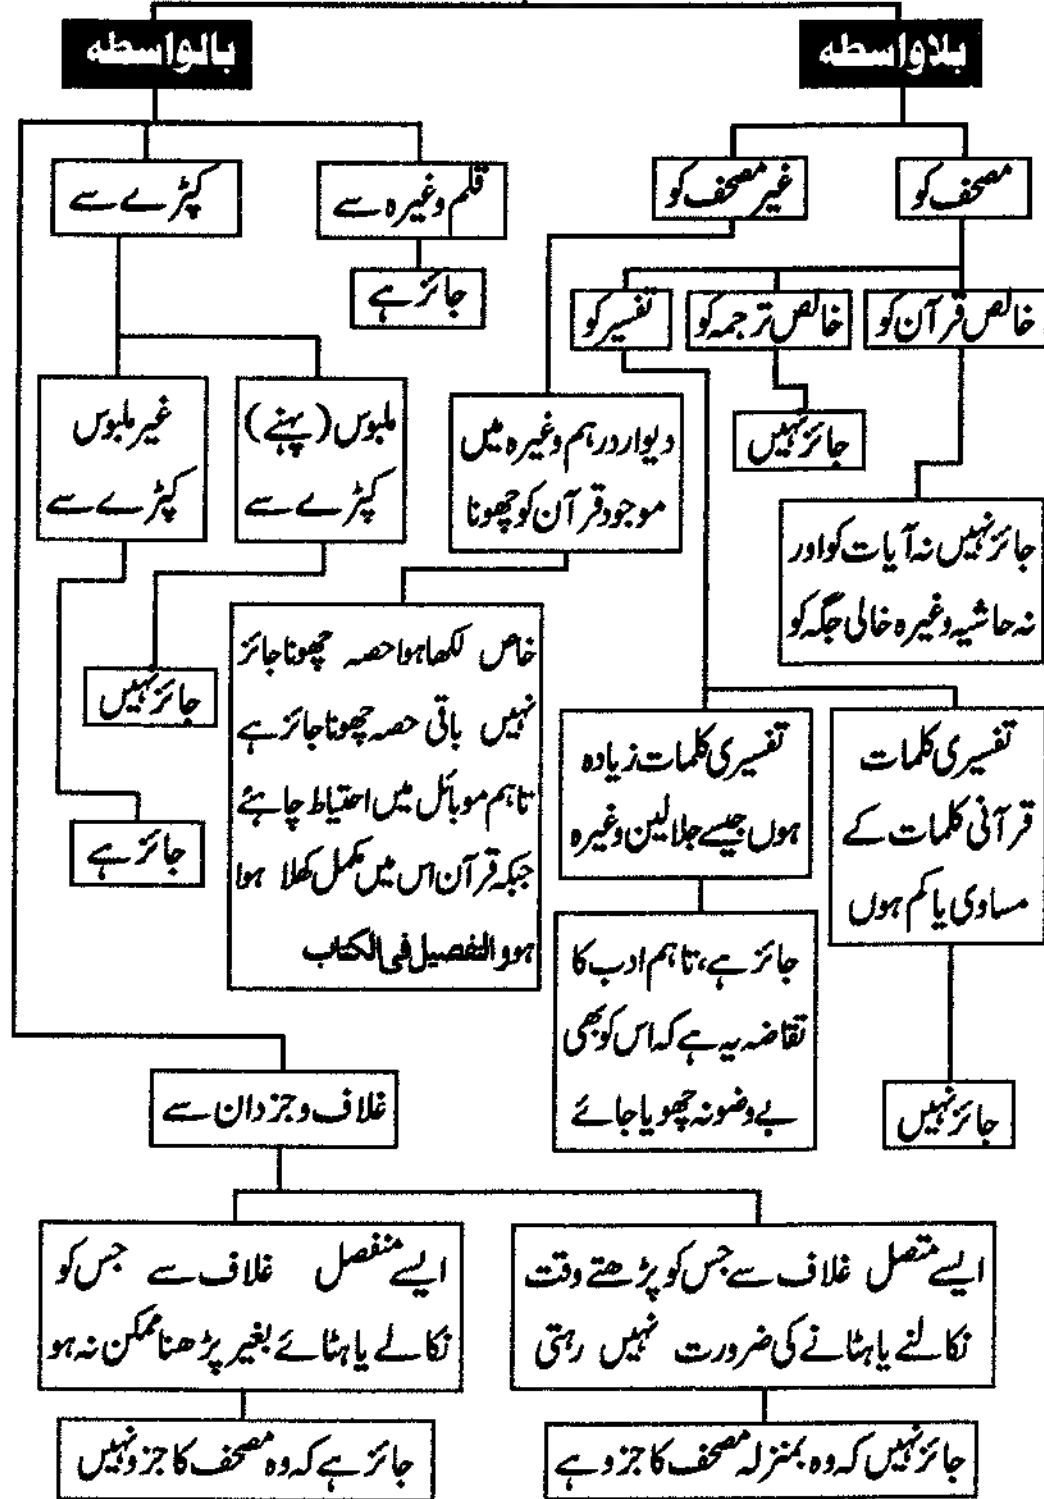 بلاواسطہ
بالواسطہ
مصحف کو
غیر مصحف کو
قلم وغیرہ سے
کپڑے سے
جائز ہے
خالص قرآن کو
خالص ترجمہ کو
تفسیر کو
جائز نہیں
جائز نہیں نہ آیات کو اور
نہ حاشیہ وغیرہ خالی جگہ کو
دیوار درہم وغیرہ میں
موجود قرآن کو چھونا
ملبوس (پہنے)
کپڑے سے
غیر ملبوس
کپڑے سے
جائز نہیں
جائز ہے
خاص لکھا ہوا حصہ چھونا جائز
نہیں باقی حصہ چھونا جائز ہے
تاہم موبائل میں احتیاط چاہئے
جبکہ قرآن اس میں مکمل کھلا ہوا
ہو والتفصیل فی الکتاب
تفسیری کلمات
قرآنی کلمات کے
مساوی یا کم ہوں
تفسیری کلمات زیادہ
ہوں جیسے جلالین وغیرہ
جائز ہے، تاہم ادب کا
تقاضہ یہ ہے کہ اس کو بھی
بے وضو نہ چھویا جائے
جائز نہیں
غلاف و جزدان سے
ایسے متصل غلاف سے جس کو پڑھتے وقت
نکالنے یا ہٹانے کی ضرورت نہیں رہتی
ایسے منفصل غلاف سے جس کو
نکالے یا ہٹائے بغیر پڑھنا ممکن نہ ہو
جائز نہیں کہ وہ بمنزلہ مصحف کا جزو ہے
جائز ہے کہ وہ مصحف کا جزو نہیں